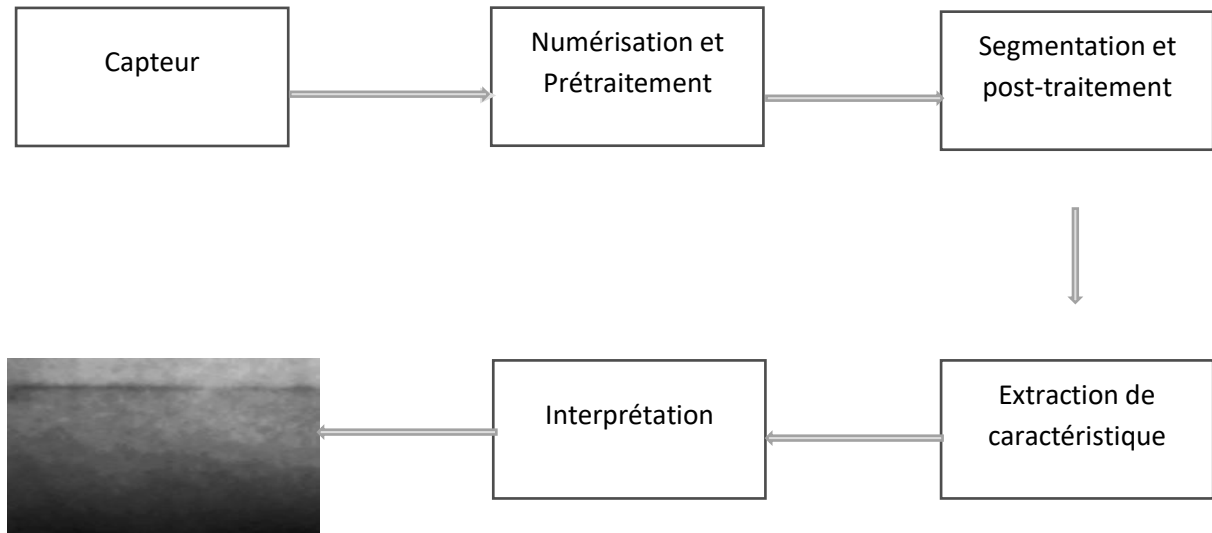 Capteur
Numérisation et
Prétraitement
Segmentation et
post-traitement
Extraction de
caractéristique
Interprétation